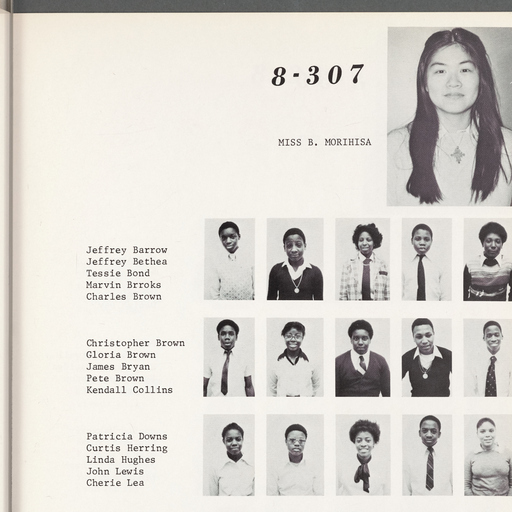 8-307
MISS B. MORIHISA
Jeffrey Barrow
Jeffrey Bethea
Tessie Bond
Marvin Brroks
Charles Brown
Christopher Brown
Gloria Brown
James Bryan
Pete Brown
Kendall Collins
Patricia Downs
Curtis Herring
Linda Hughes
John Lewis
Cherie Lea